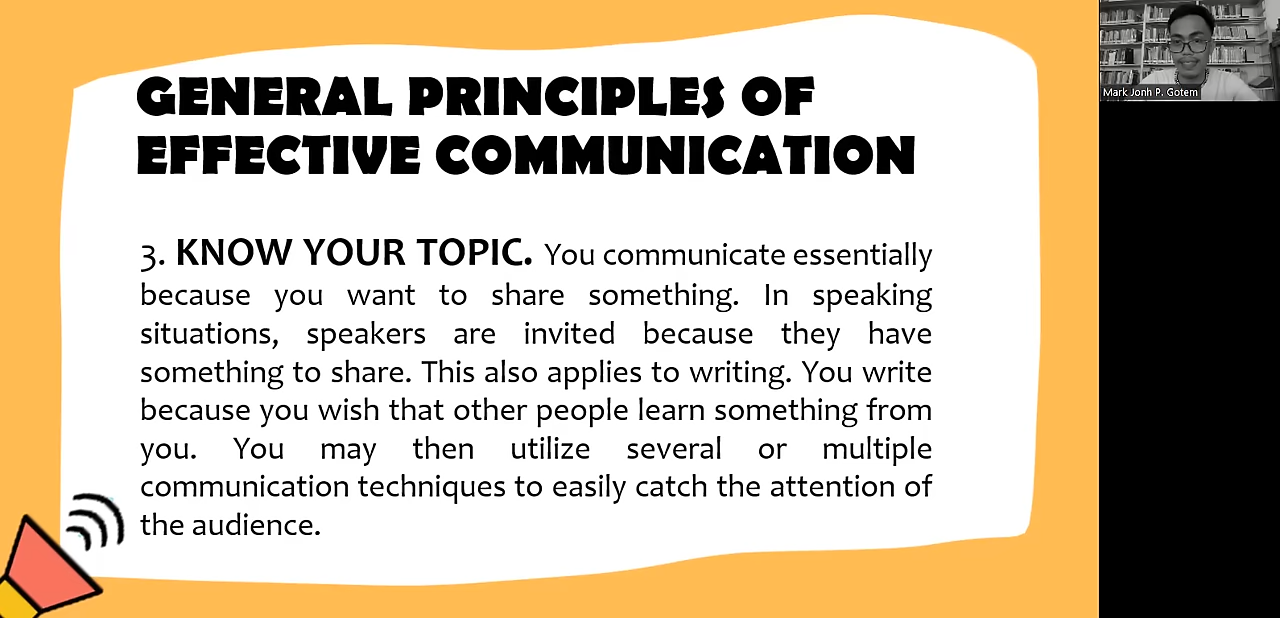 GENERAL PRINCIPLES OF
EFFECTIVE COMMUNICATION
3. KNOW YOUR TOPIC. You communicate essentially
because you want to share something. In speaking
situations, speakers are invited because they have
something to share. This also applies to writing. You write
because you wish that other people learn something from
you. You may then utilize several or multiple
communication techniques to easily catch the attention of
the audience.
Mark Jonh P. Gotem